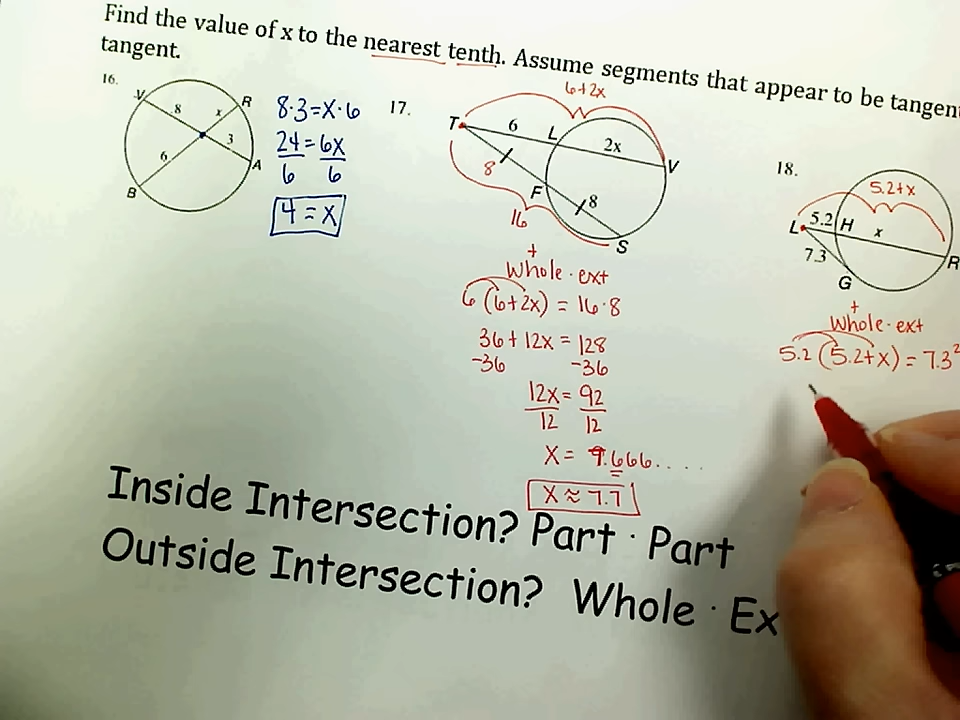 Find the value of x to the nearest tenth. Assume segments that appear to be tangent
tangent.
16.
V
8
x
R
3
6
A
B
8·3=x·6
24=6x
6 6
4=x
17.
6+2x
T
6
L
2x
V
8
F
8
16
S
+
Whole·ext
6(6+2x)=16·8
36+12x=128
-36 -36
12x=92
12 12
x=7.666....
x≈7.7
18.
5.2+x
L
5.2
H
x
R
7.3
G
+
Whole·ext
5.2(5.2+x)=7.3²
Inside Intersection? Part · Part
Outside Intersection? Whole · Ex